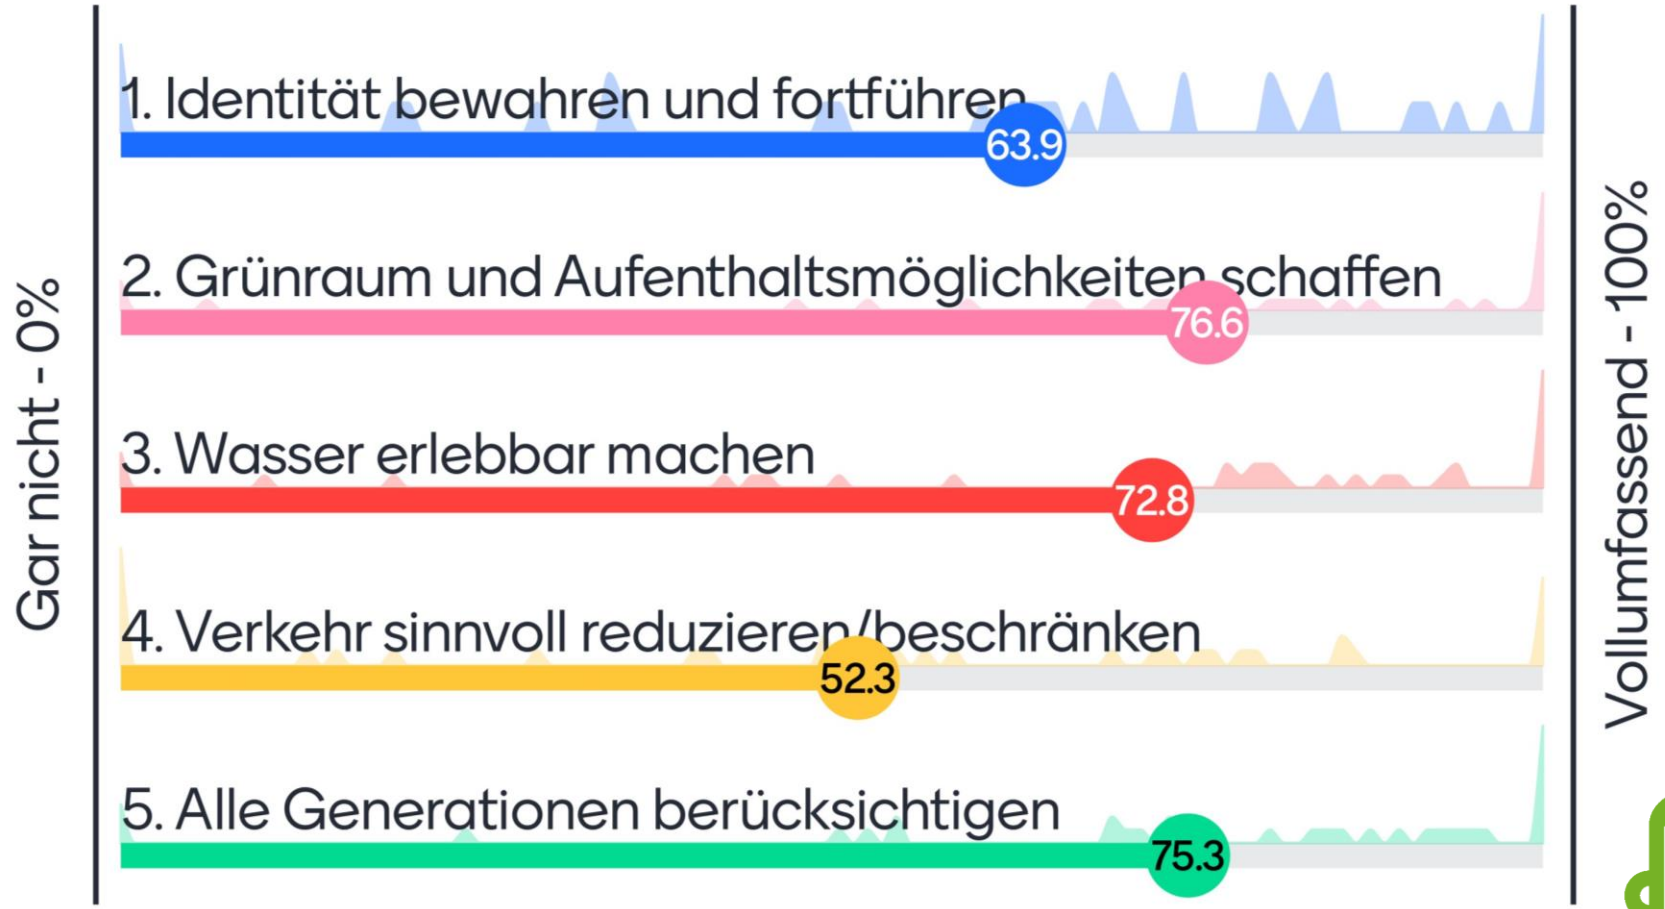 Gar nicht - 0%
1. Identität bewahren und fortführen
63.9
2. Grünraum und Aufenthaltsmöglichkeiten schaffen
76.6
3. Wasser erlebbar machen
72.8
4. Verkehr sinnvoll reduzieren/beschränken
52.3
5. Alle Generationen berücksichtigen
75.3
Vollumfassend - 100%